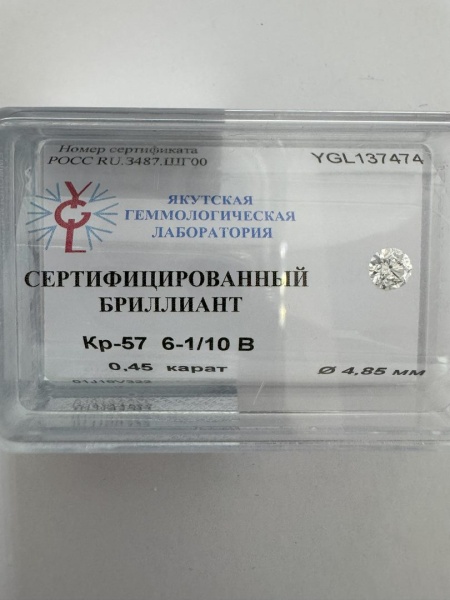 Номер сертификата
РОСС RU.3487.ШГ00
YGL137474
YGL
ЯКУТСКАЯ
ГЕММОЛОГИЧЕСКАЯ
ЛАБОРАТОРИЯ
СЕРТИФИЦИРОВАННЫЙ
БРИЛЛИАНТ
Кр-57 6-1/10 В
0,45 карат
Ø 4,85 мм